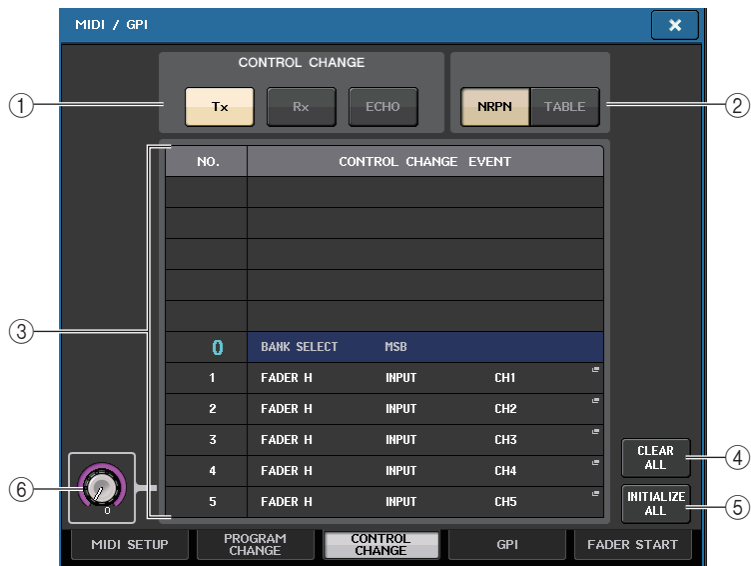 MIDI / GPI
×
CONTROL CHANGE
Tx Rx ECHO NRPN TABLE
① ②
NO. CONTROL CHANGE EVENT
③
0 BANK SELECT MSB
1 FADER H INPUT CH1
2 FADER H INPUT CH2
3 FADER H INPUT CH3
4 FADER H INPUT CH4
5 FADER H INPUT CH5
CLEAR
ALL
④
INITIALIZE
ALL
⑤
⑥
0
MIDI SETUP PROGRAM
CHANGE CONTROL
CHANGE GPI FADER START